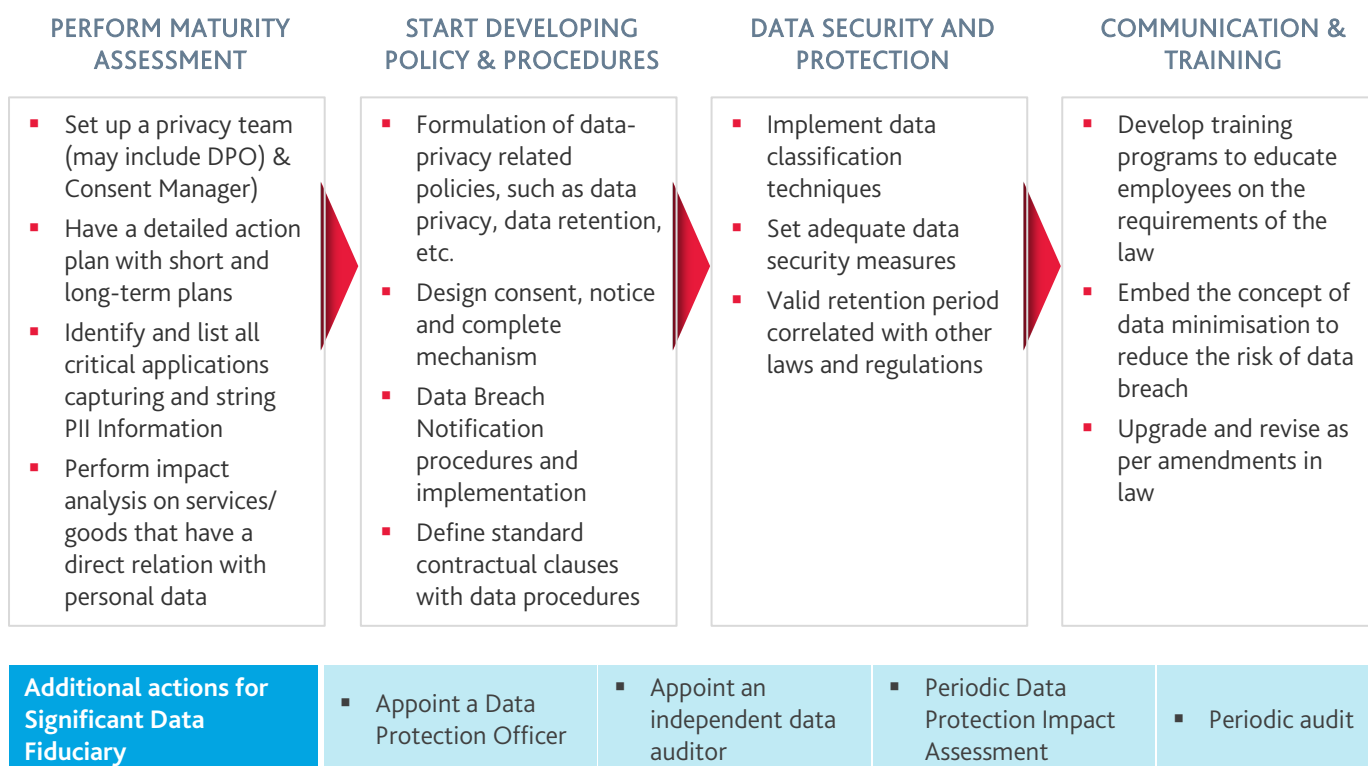 PERFORM MATURITY
ASSESSMENT
▪ Set up a privacy team
(may include DPO) &
Consent Manager)
▪ Have a detailed action
plan with short and
long-term plans
▪ Identify and list all
critical applications
capturing and string
PII Information
▪ Perform impact
analysis on services/
goods that have a
direct relation with
personal data
START DEVELOPING
POLICY & PROCEDURES
▪ Formulation of data-
privacy related
policies, such as data
privacy, data retention,
etc.
▪ Design consent, notice
and complete
mechanism
▪ Data Breach
Notification
procedures and
implementation
▪ Define standard
contractual clauses
with data procedures
DATA SECURITY AND
PROTECTION
▪ Implement data
classification
techniques
▪ Set adequate data
security measures
▪ Valid retention period
correlated with other
laws and regulations
COMMUNICATION &
TRAINING
▪ Develop training
programs to educate
employees on the
requirements of the
law
▪ Embed the concept of
data minimisation to
reduce the risk of data
breach
▪ Upgrade and revise as
per amendments in
law
Additional actions for
Significant Data
Fiduciary
▪ Appoint a Data
Protection Officer
▪ Appoint an
independent data
auditor
▪ Periodic Data
Protection Impact
Assessment
▪ Periodic audit